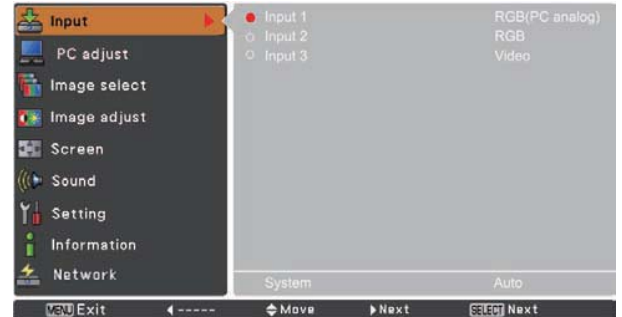 Input
PC adjust
Image select
Image adjust
Screen
Sound
Setting
Information
Network
Input 1 RGB(PC analog)
Input 2 RGB
Input 3 Video
System Auto
MENU Exit ----- Move Next SELECT Next